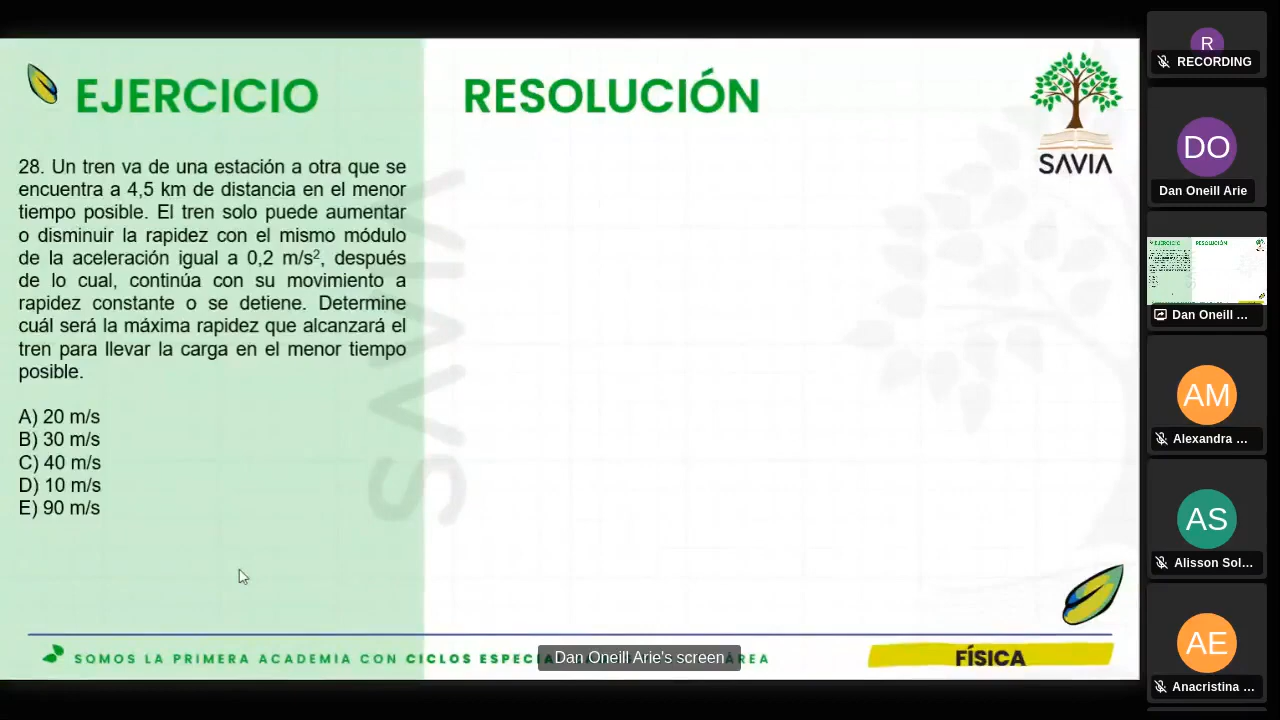 EJERCICIO
RESOLUCIÓN
SAVIA
28. Un tren va de una estación a otra que se
encuentra a 4,5 km de distancia en el menor
tiempo posible. El tren solo puede aumentar
o disminuir la rapidez con el mismo módulo
de la aceleración igual a 0,2 m/s², después
de lo cual, continúa con su movimiento a
rapidez constante o se detiene. Determine
cuál será la máxima rapidez que alcanzará el
tren para llevar la carga en el menor tiempo
posible.
A) 20 m/s
B) 30 m/s
C) 40 m/s
D) 10 m/s
E) 90 m/s
SAVIA
SOMOS LA PRIMERA ACADEMIA CON CICLOS
Dan Oneill Arie's screen
FÍSICA
R
RECORDING
DO
Dan Oneill Arie
EJERCICIO
RESOLUCIÓN
Dan Oneill ...
AM
Alexandra ...
AS
Alisson Sol...
AE
Anacristina ...